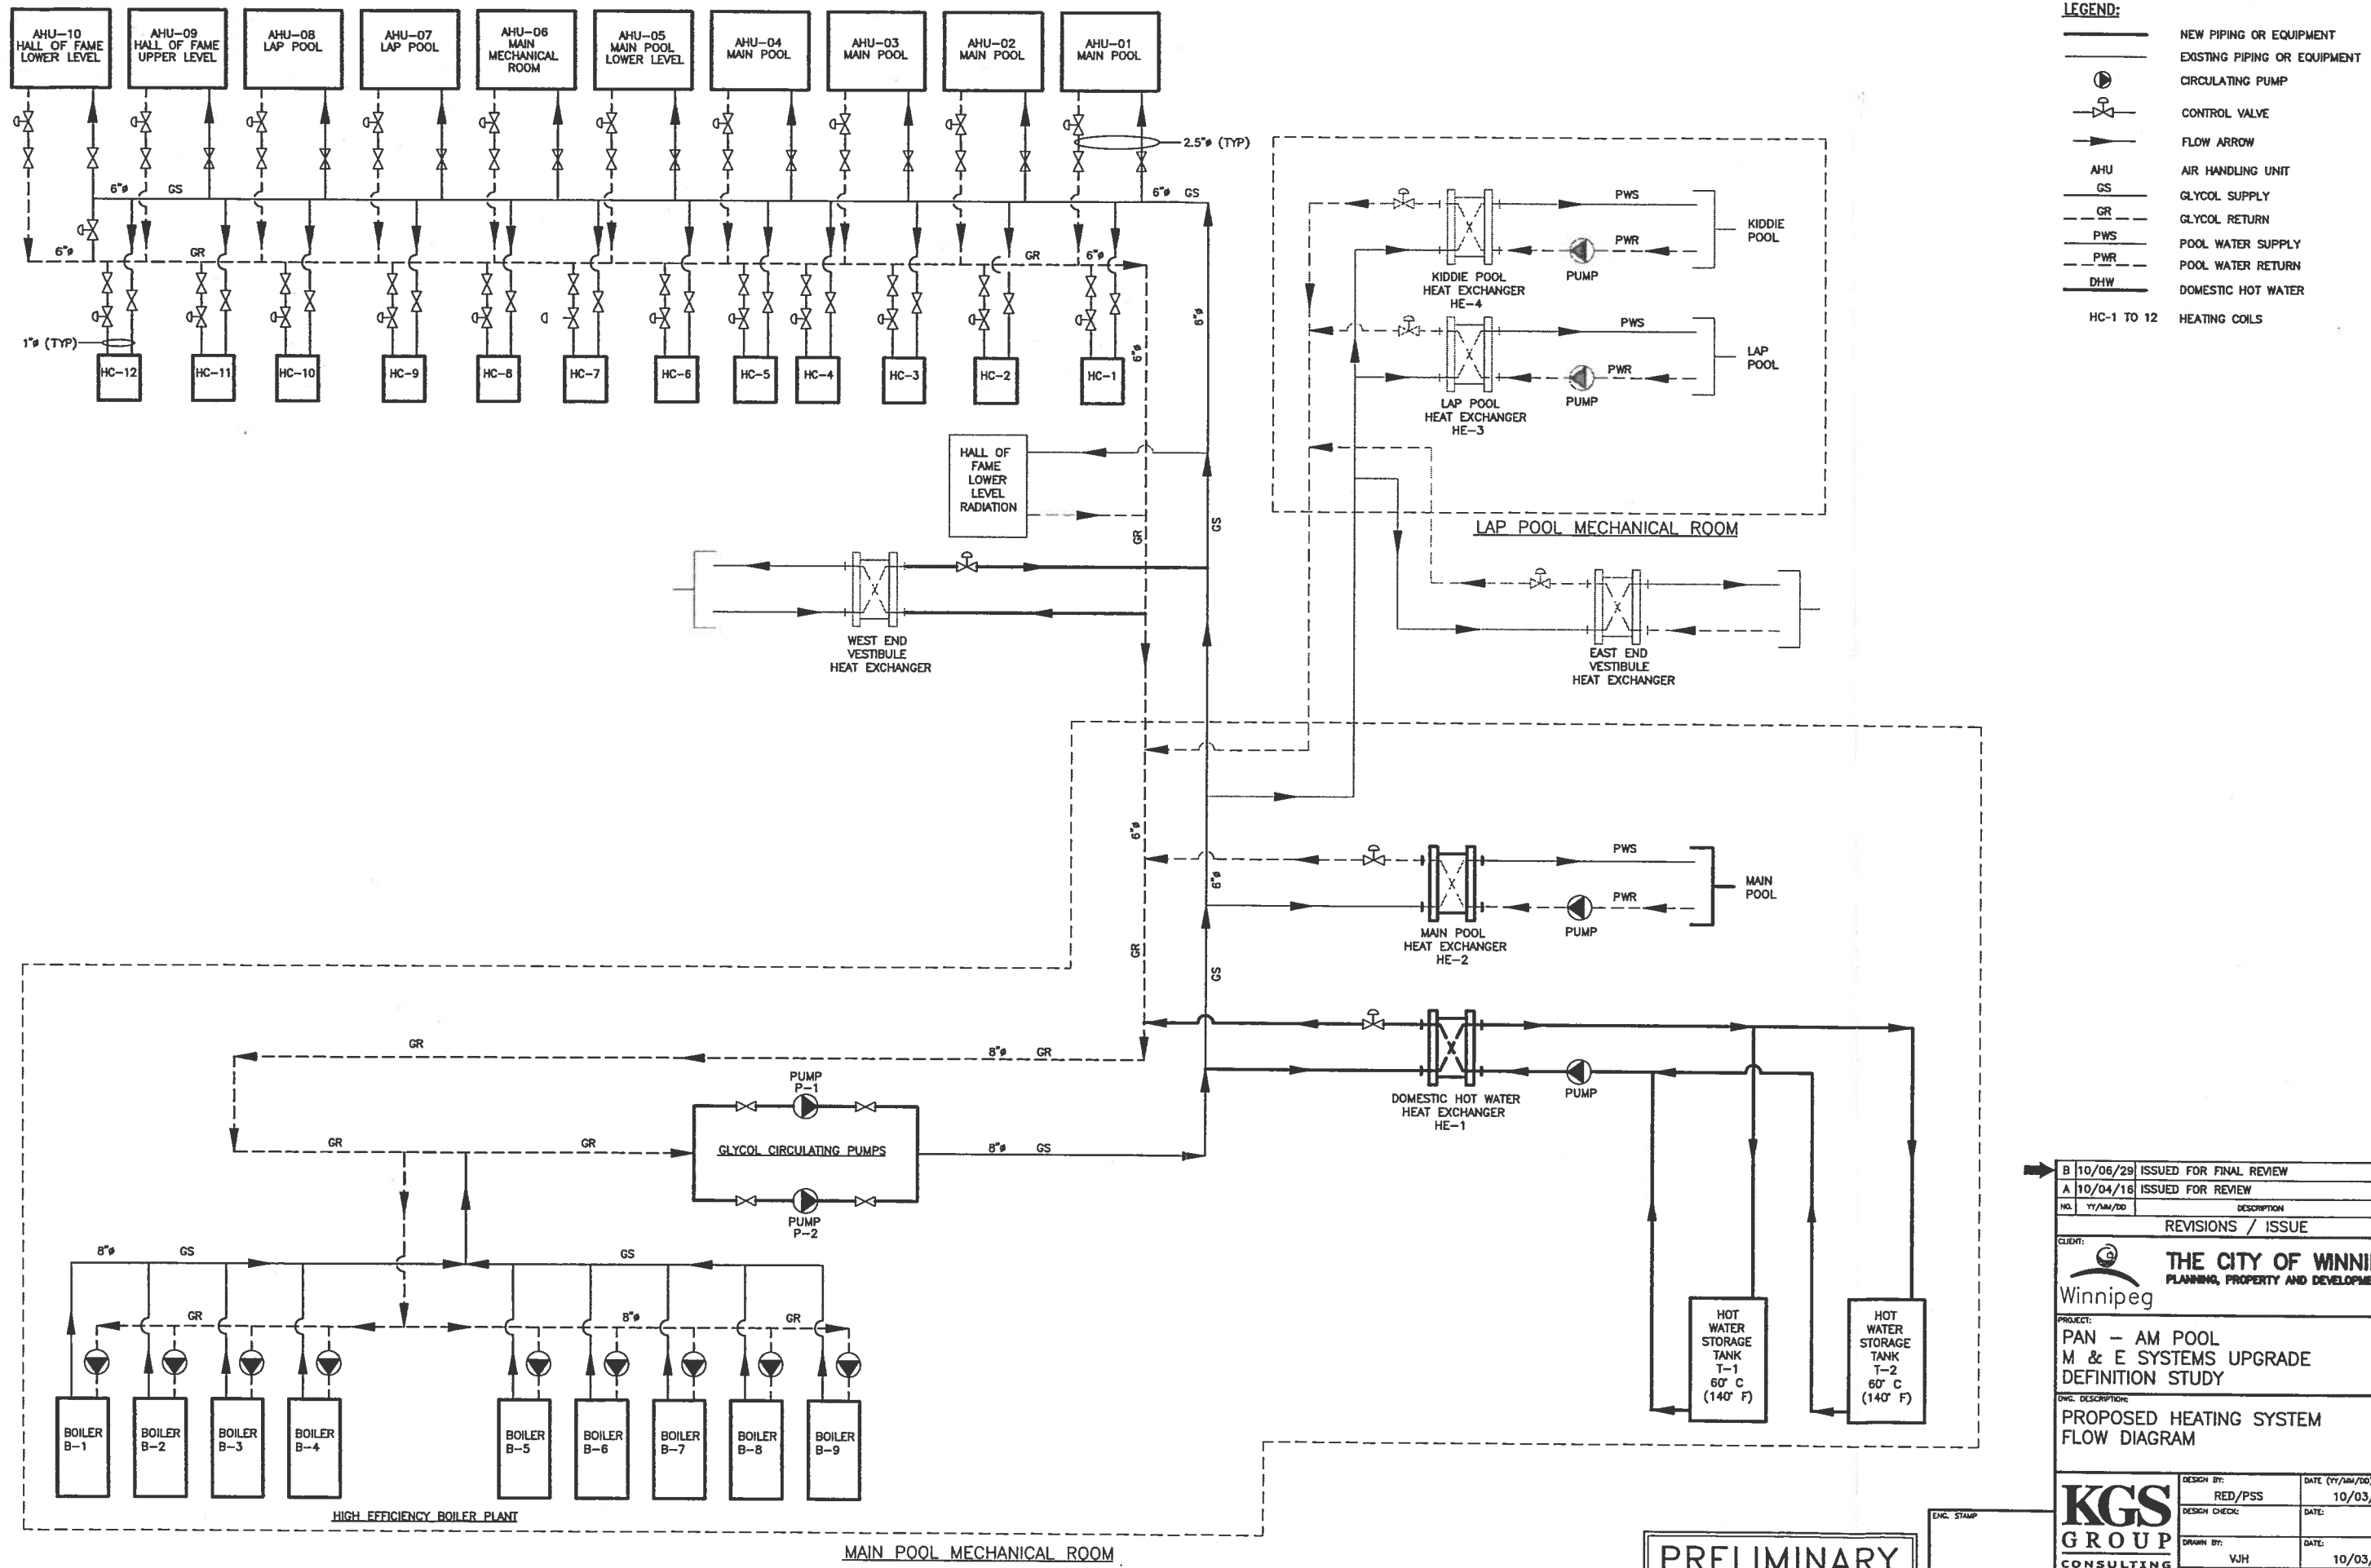 AHU-10
HALL OF FAME
LOWER LEVEL
AHU-09
HALL OF FAME
UPPER LEVEL
AHU-08
LAP POOL
AHU-07
LAP POOL
AHU-06
MAIN
MECHANICAL
ROOM
AHU-05
MAIN POOL
LOWER LEVEL
AHU-04
MAIN POOL
AHU-03
MAIN POOL
AHU-02
MAIN POOL
AHU-01
MAIN POOL
2.5"ø (TYP)
6"ø GS
6"ø GS
6"ø GR
GR 6"ø
1"ø (TYP)
HC-12
HC-11
HC-10
HC-9
HC-8
HC-7
HC-6
HC-5
HC-4
HC-3
HC-2
HC-1
6"ø
6"ø
HALL OF
FAME
LOWER
LEVEL
RADIATION
GR
GS
WEST END
VESTIBULE
HEAT EXCHANGER
PWS
PWR
KIDDIE
POOL
KIDDIE POOL
HEAT EXCHANGER
HE-4
PUMP
PWS
PWR
LAP
POOL
LAP POOL
HEAT EXCHANGER
HE-3
PUMP
LAP POOL MECHANICAL ROOM
EAST END
VESTIBULE
HEAT EXCHANGER
6"ø
6"ø
GR
GS
PWS
PWR
MAIN
POOL
MAIN POOL
HEAT EXCHANGER
HE-2
PUMP
DOMESTIC HOT WATER
HEAT EXCHANGER
HE-1
PUMP
GR
8"ø GR
PUMP
P-1
GR
GR
GLYCOL CIRCULATING PUMPS
8"ø GS
PUMP
P-2
8"ø GS
GS
GR
8"ø
GR
BOILER
B-1
BOILER
B-2
BOILER
B-3
BOILER
B-4
BOILER
B-5
BOILER
B-6
BOILER
B-7
BOILER
B-8
BOILER
B-9
HOT
WATER
STORAGE
TANK
T-1
60° C
(140° F)
HOT
WATER
STORAGE
TANK
T-2
60° C
(140° F)
HIGH EFFICIENCY BOILER PLANT
MAIN POOL MECHANICAL ROOM
LEGEND:
NEW PIPING OR EQUIPMENT
EXISTING PIPING OR EQUIPMENT
CIRCULATING PUMP
CONTROL VALVE
FLOW ARROW
AHU AIR HANDLING UNIT
GS GLYCOL SUPPLY
GR GLYCOL RETURN
PWS POOL WATER SUPPLY
PWR POOL WATER RETURN
DHW DOMESTIC HOT WATER
HC-1 TO 12 HEATING COILS
B 10/06/29 ISSUED FOR FINAL REVIEW
A 10/04/16 ISSUED FOR REVIEW
NO. YY/MM/DD DESCRIPTION
REVISIONS / ISSUE
CLIENT:
Winnipeg
THE CITY OF WINNI
PLANNING, PROPERTY AND DEVELOPME
PROJECT:
PAN - AM POOL
M & E SYSTEMS UPGRADE
DEFINITION STUDY
DWG. DESCRIPTION:
PROPOSED HEATING SYSTEM
FLOW DIAGRAM
KGS
GROUP
CONSULTING
DESIGN BY: DATE (YY/MM/DD)
RED/PSS 10/03/
DESIGN CHECK: DATE:
DRAWN BY: DATE:
VJH 10/03/
ENG. STAMP
PRELIMINARY